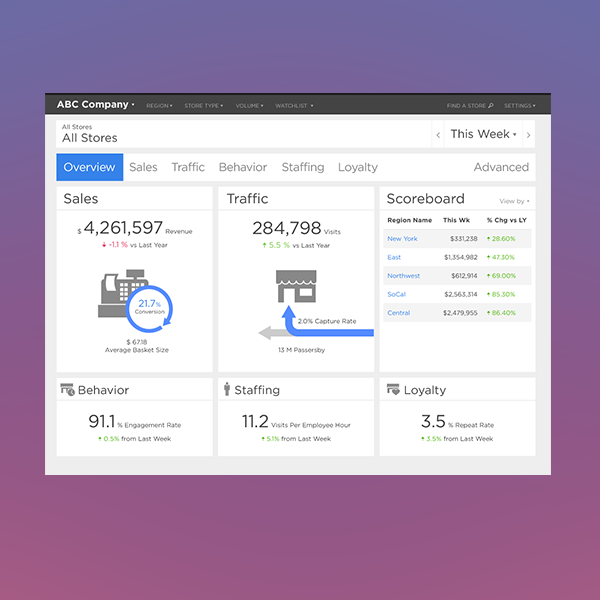 ABC Company
REGION
STORE TYPE
VOLUME
WATCHLIST
FIND A STORE
SETTINGS
All Stores
All Stores
This Week
Overview Sales Traffic Behavior Staffing Loyalty Advanced
Sales
$ 4,261,597 Revenue
-1.1 % vs Last Year
21.7%
Conversion
$ 67.18
Average Basket Size
Traffic
284,798 Visits
5.5 % vs Last Year
2.0% Capture Rate
13 M Passersby
Scoreboard View by
Region Name This Wk % Chg vs LY
New York $331,238 28.60%
East $1,354,982 47.30%
Northwest $612,914 69.00%
SoCal $2,563,314 85.30%
Central $2,479,955 86.40%
Behavior
91.1 % Engagement Rate
0.5% from Last Week
Staffing
11.2 Visits Per Employee Hour
5.1% from Last Week
Loyalty
3.5 % Repeat Rate
3.5% from Last Week